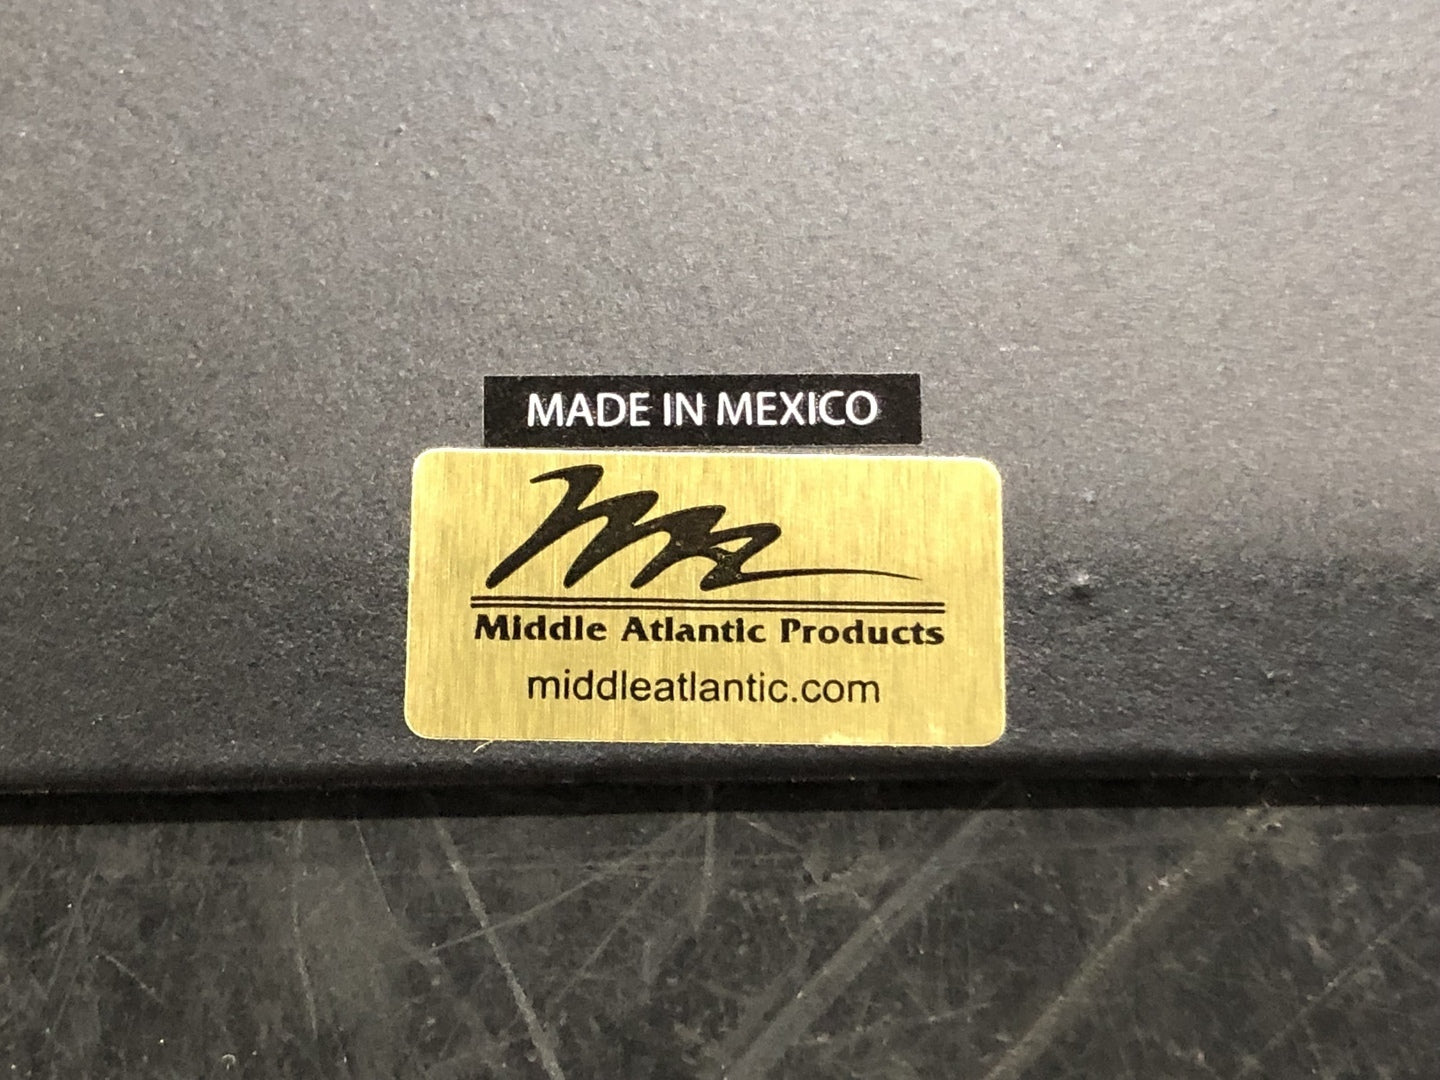 MADE IN MEXICO
Middle Atlantic Products
middleatlantic.com